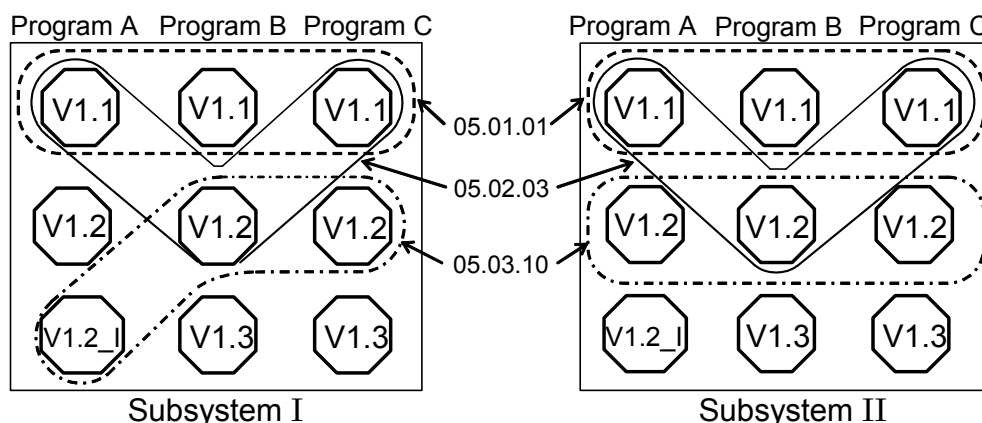 Program A Program B Program C Program A Program B Program C
V1.1 V1.1 V1.1 05.01.01 V1.1 V1.1 V1.1
05.02.03
V1.2 V1.2 V1.2 V1.2 V1.2 V1.2
05.03.10
V1.2_I V1.3 V1.3 V1.2_I V1.3 V1.3
Subsystem I Subsystem II